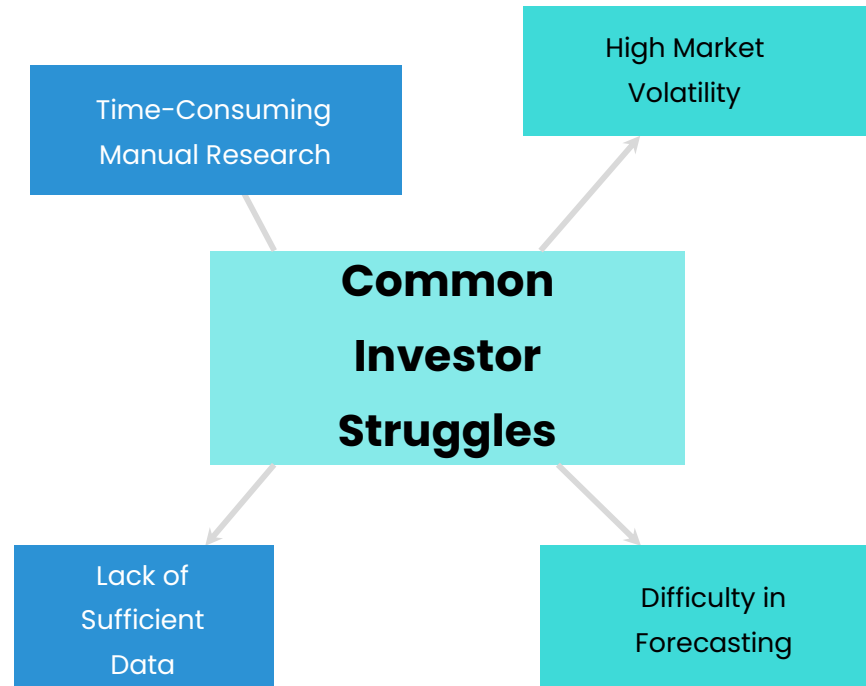 Time-Consuming
Manual Research
High Market
Volatility
Common
Investor
Struggles
Lack of
Sufficient
Data
Difficulty in
Forecasting